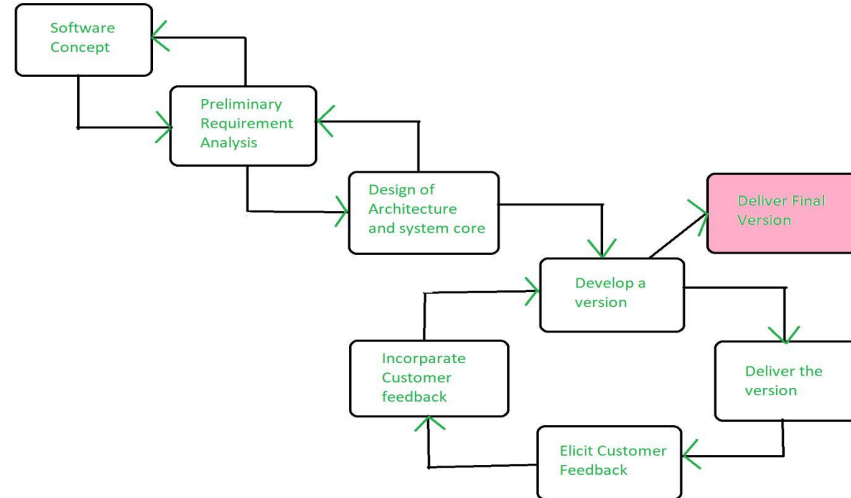 Software
Concept
Preliminary
Requirement
Analysis
Design of
Architecture
and system core
Deliver Final
Version
Develop a
version
Incorparate
Customer
feedback
Deliver the
version
Elicit Customer
Feedback